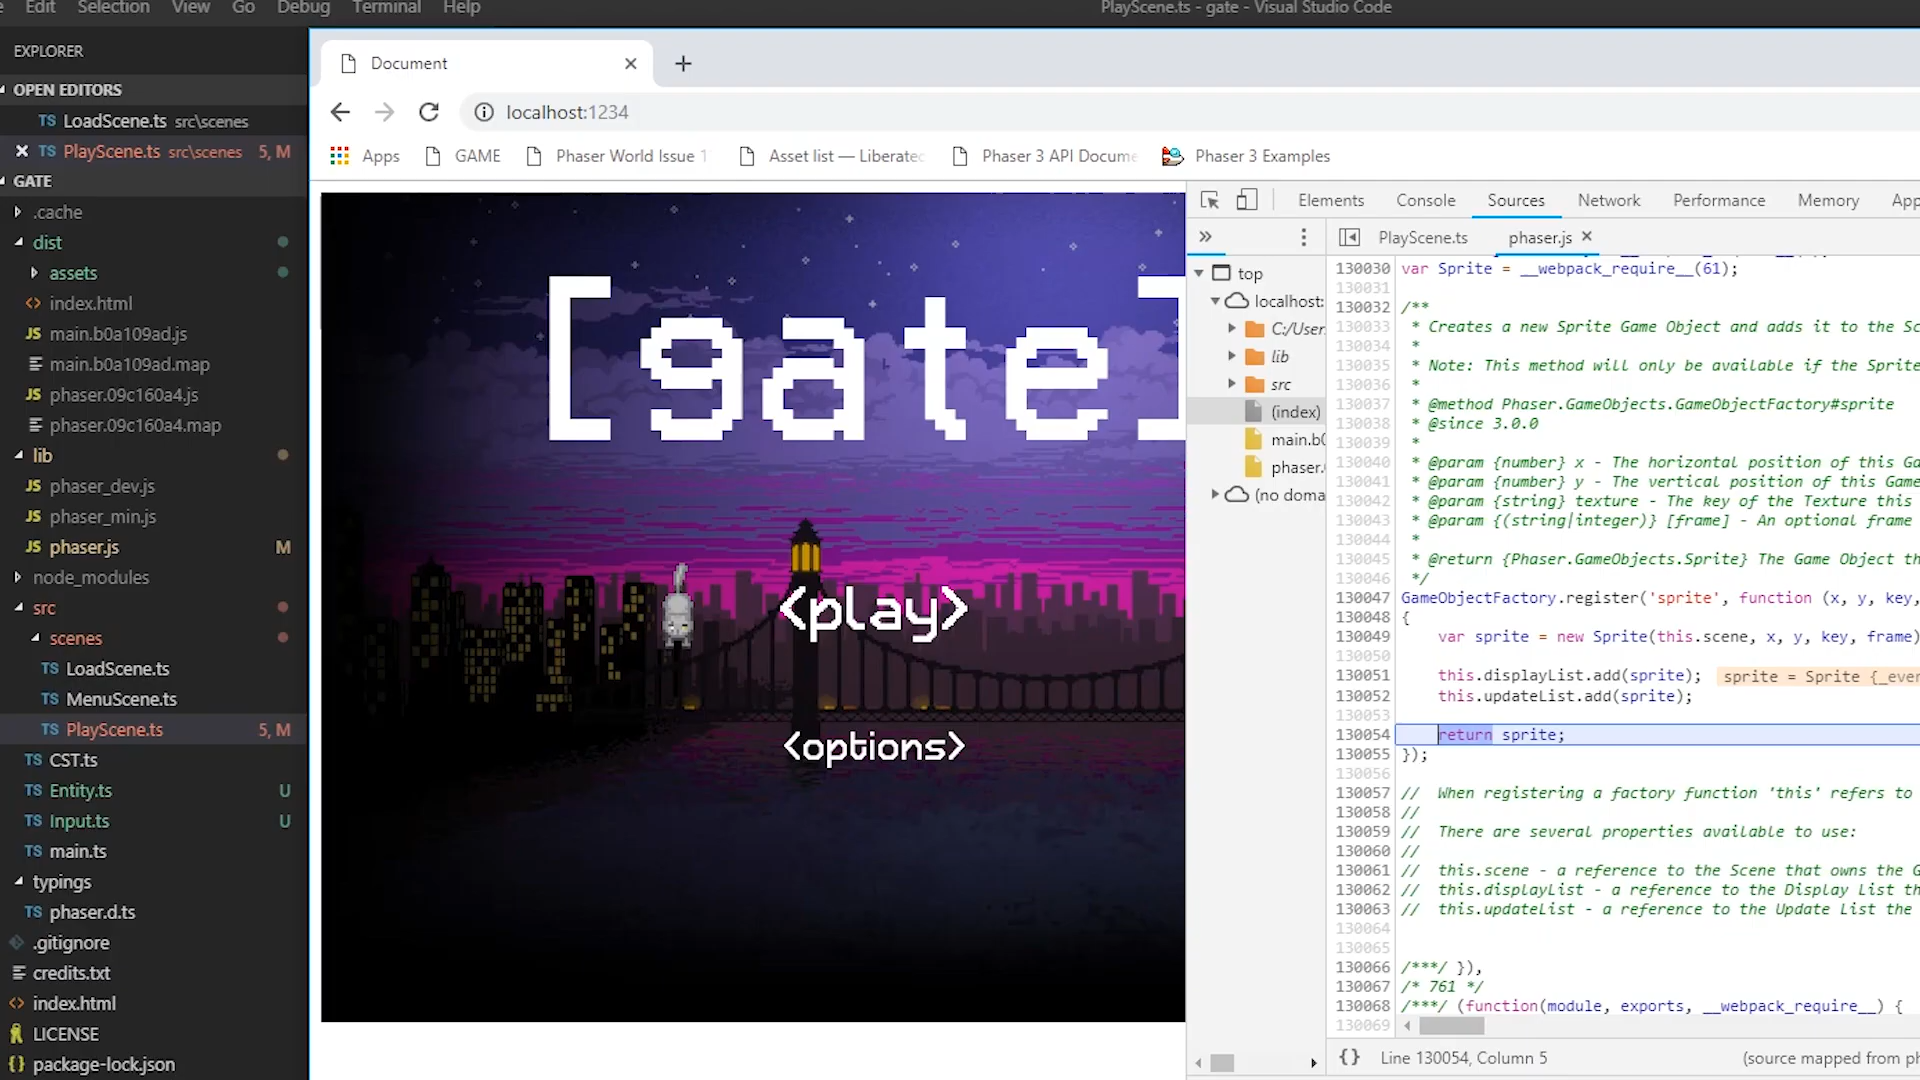 Edit Selection View Go Debug Terminal Help
PlayScene.ts - gate - Visual Studio Code
EXPLORER
OPEN EDITORS
TS LoadScene.ts src\scenes
TS PlayScene.ts src\scenes 5, M
GATE
.cache
dist
assets
<> index.html
JS main.b0a109ad.js
main.b0a109ad.map
JS phaser.09c160a4.js
phaser.09c160a4.map
lib
JS phaser_dev.js
JS phaser_min.js
JS phaser.js M
node_modules
src
scenes
TS LoadScene.ts
TS MenuScene.ts
TS PlayScene.ts 5, M
TS CST.ts
TS Entity.ts U
TS Input.ts U
TS main.ts
typings
TS phaser.d.ts
.gitignore
credits.txt
<> index.html
LICENSE
{} package-lock.json
Document
localhost:1234
Apps GAME Phaser World Issue 1 Asset list — Liberated Phaser 3 API Docume Phaser 3 Examples
[gate]
<play>
<options>
Elements Console Sources Network Performance Memory App
PlayScene.ts phaser.js
top
localhost:
C:/User
lib
src
(index)
main.b0
phaser.
(no doma
130030 var Sprite = __webpack_require__(61);
130031
130032 /**
130033 * Creates a new Sprite Game Object and adds it to the Sc
130034 *
130035 * Note: This method will only be available if the Sprite
130036 *
130037 * @method Phaser.GameObjects.GameObjectFactory#sprite
130038 * @since 3.0.0
130039 *
130040 * @param {number} x - The horizontal position of this Ga
130041 * @param {number} y - The vertical position of this Game
130042 * @param {string} texture - The key of the Texture this
130043 * @param {(string|integer)} [frame] - An optional frame
130044 *
130045 * @return {Phaser.GameObjects.Sprite} The Game Object th
130046 */
130047 GameObjectFactory.register('sprite', function (x, y, key,
130048 {
130049 var sprite = new Sprite(this.scene, x, y, key, frame)
130050
130051 this.displayList.add(sprite); sprite = Sprite {_ever
130052 this.updateList.add(sprite);
130053
130054 return sprite;
130055 });
130056
130057 // When registering a factory function 'this' refers to
130058 //
130059 // There are several properties available to use:
130060 //
130061 // this.scene - a reference to the Scene that owns the G
130062 // this.displayList - a reference to the Display List th
130063 // this.updateList - a reference to the Update List the
130064
130065
130066 /***/ }),
130067 /* 761 */
130068 /***/ (function(module, exports, __webpack_require__) {
130069
{} Line 130054, Column 5 (source mapped from ph